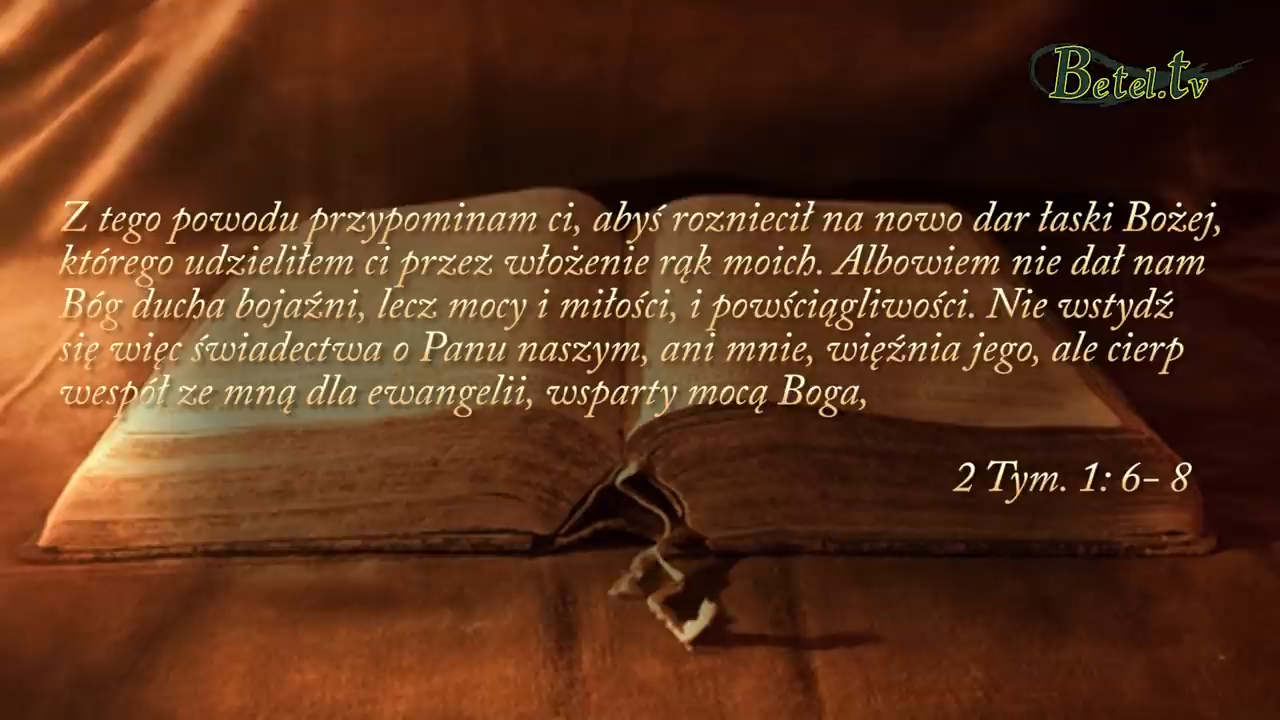 Betel.tv
Z tego powodu przypominam ci, abyś rozniecił na nowo dar łaski Bożej,
którego udzieliłem ci przez włożenie rąk moich. Albowiem nie dał nam
Bóg ducha bojaźni, lecz mocy i miłości, i powściągliwości. Nie wstydź
się więc świadectwa o Panu naszym, ani mnie, więźnia jego, ale cierp
wespół ze mną dla ewangelii, wsparty mocą Boga,
2 Tym. 1: 6– 8